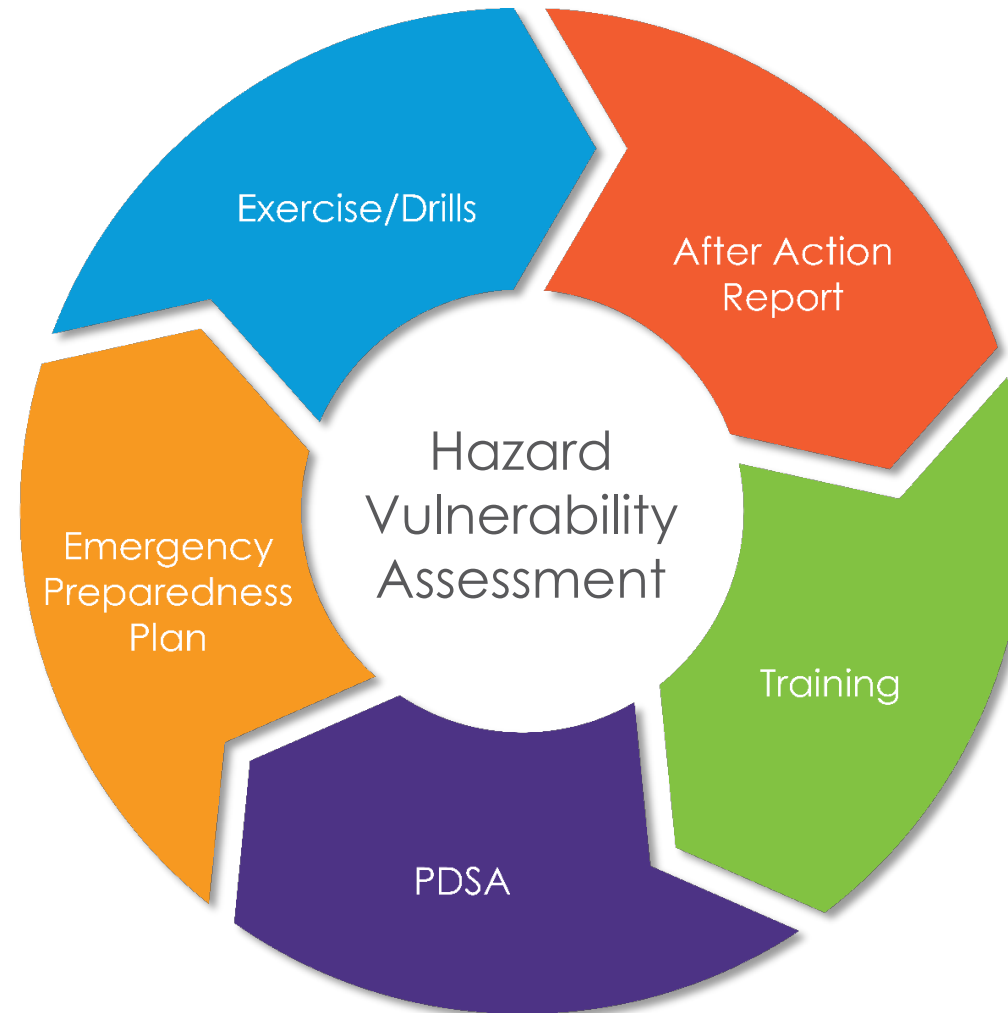 Exercise/Drills
After Action
Report
Hazard
Vulnerability
Assessment
Emergency
Preparedness
Plan
Training
PDSA